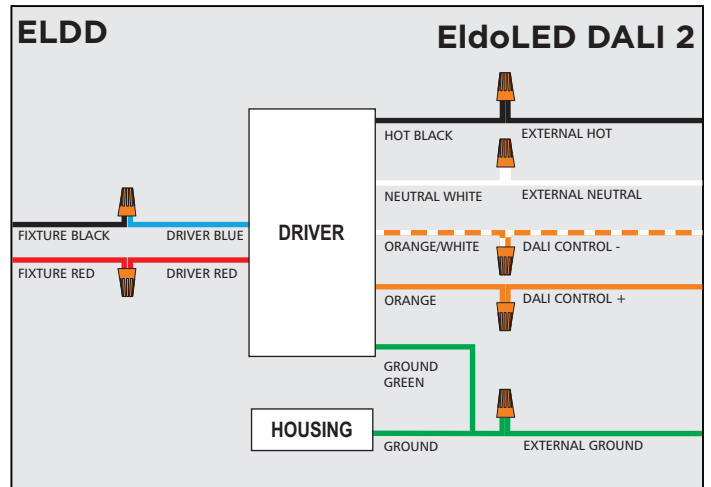 ELDD
EldoLED DALI 2
HOT BLACK
EXTERNAL HOT
NEUTRAL WHITE
EXTERNAL NEUTRAL
FIXTURE BLACK
DRIVER BLUE
DRIVER
ORANGE/WHITE
DALI CONTROL -
FIXTURE RED
DRIVER RED
ORANGE
DALI CONTROL +
GROUND
GREEN
HOUSING
GROUND
EXTERNAL GROUND